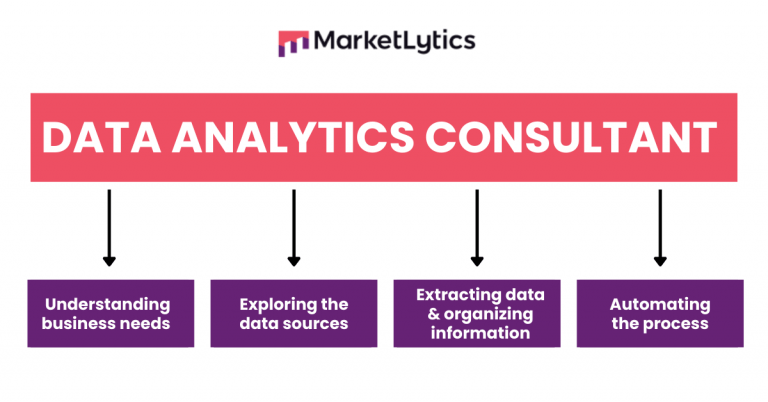 MarketLytics
DATA ANALYTICS CONSULTANT
Understanding
business needs
Exploring the
data sources
Extracting data
& organizing
information
Automating
the process